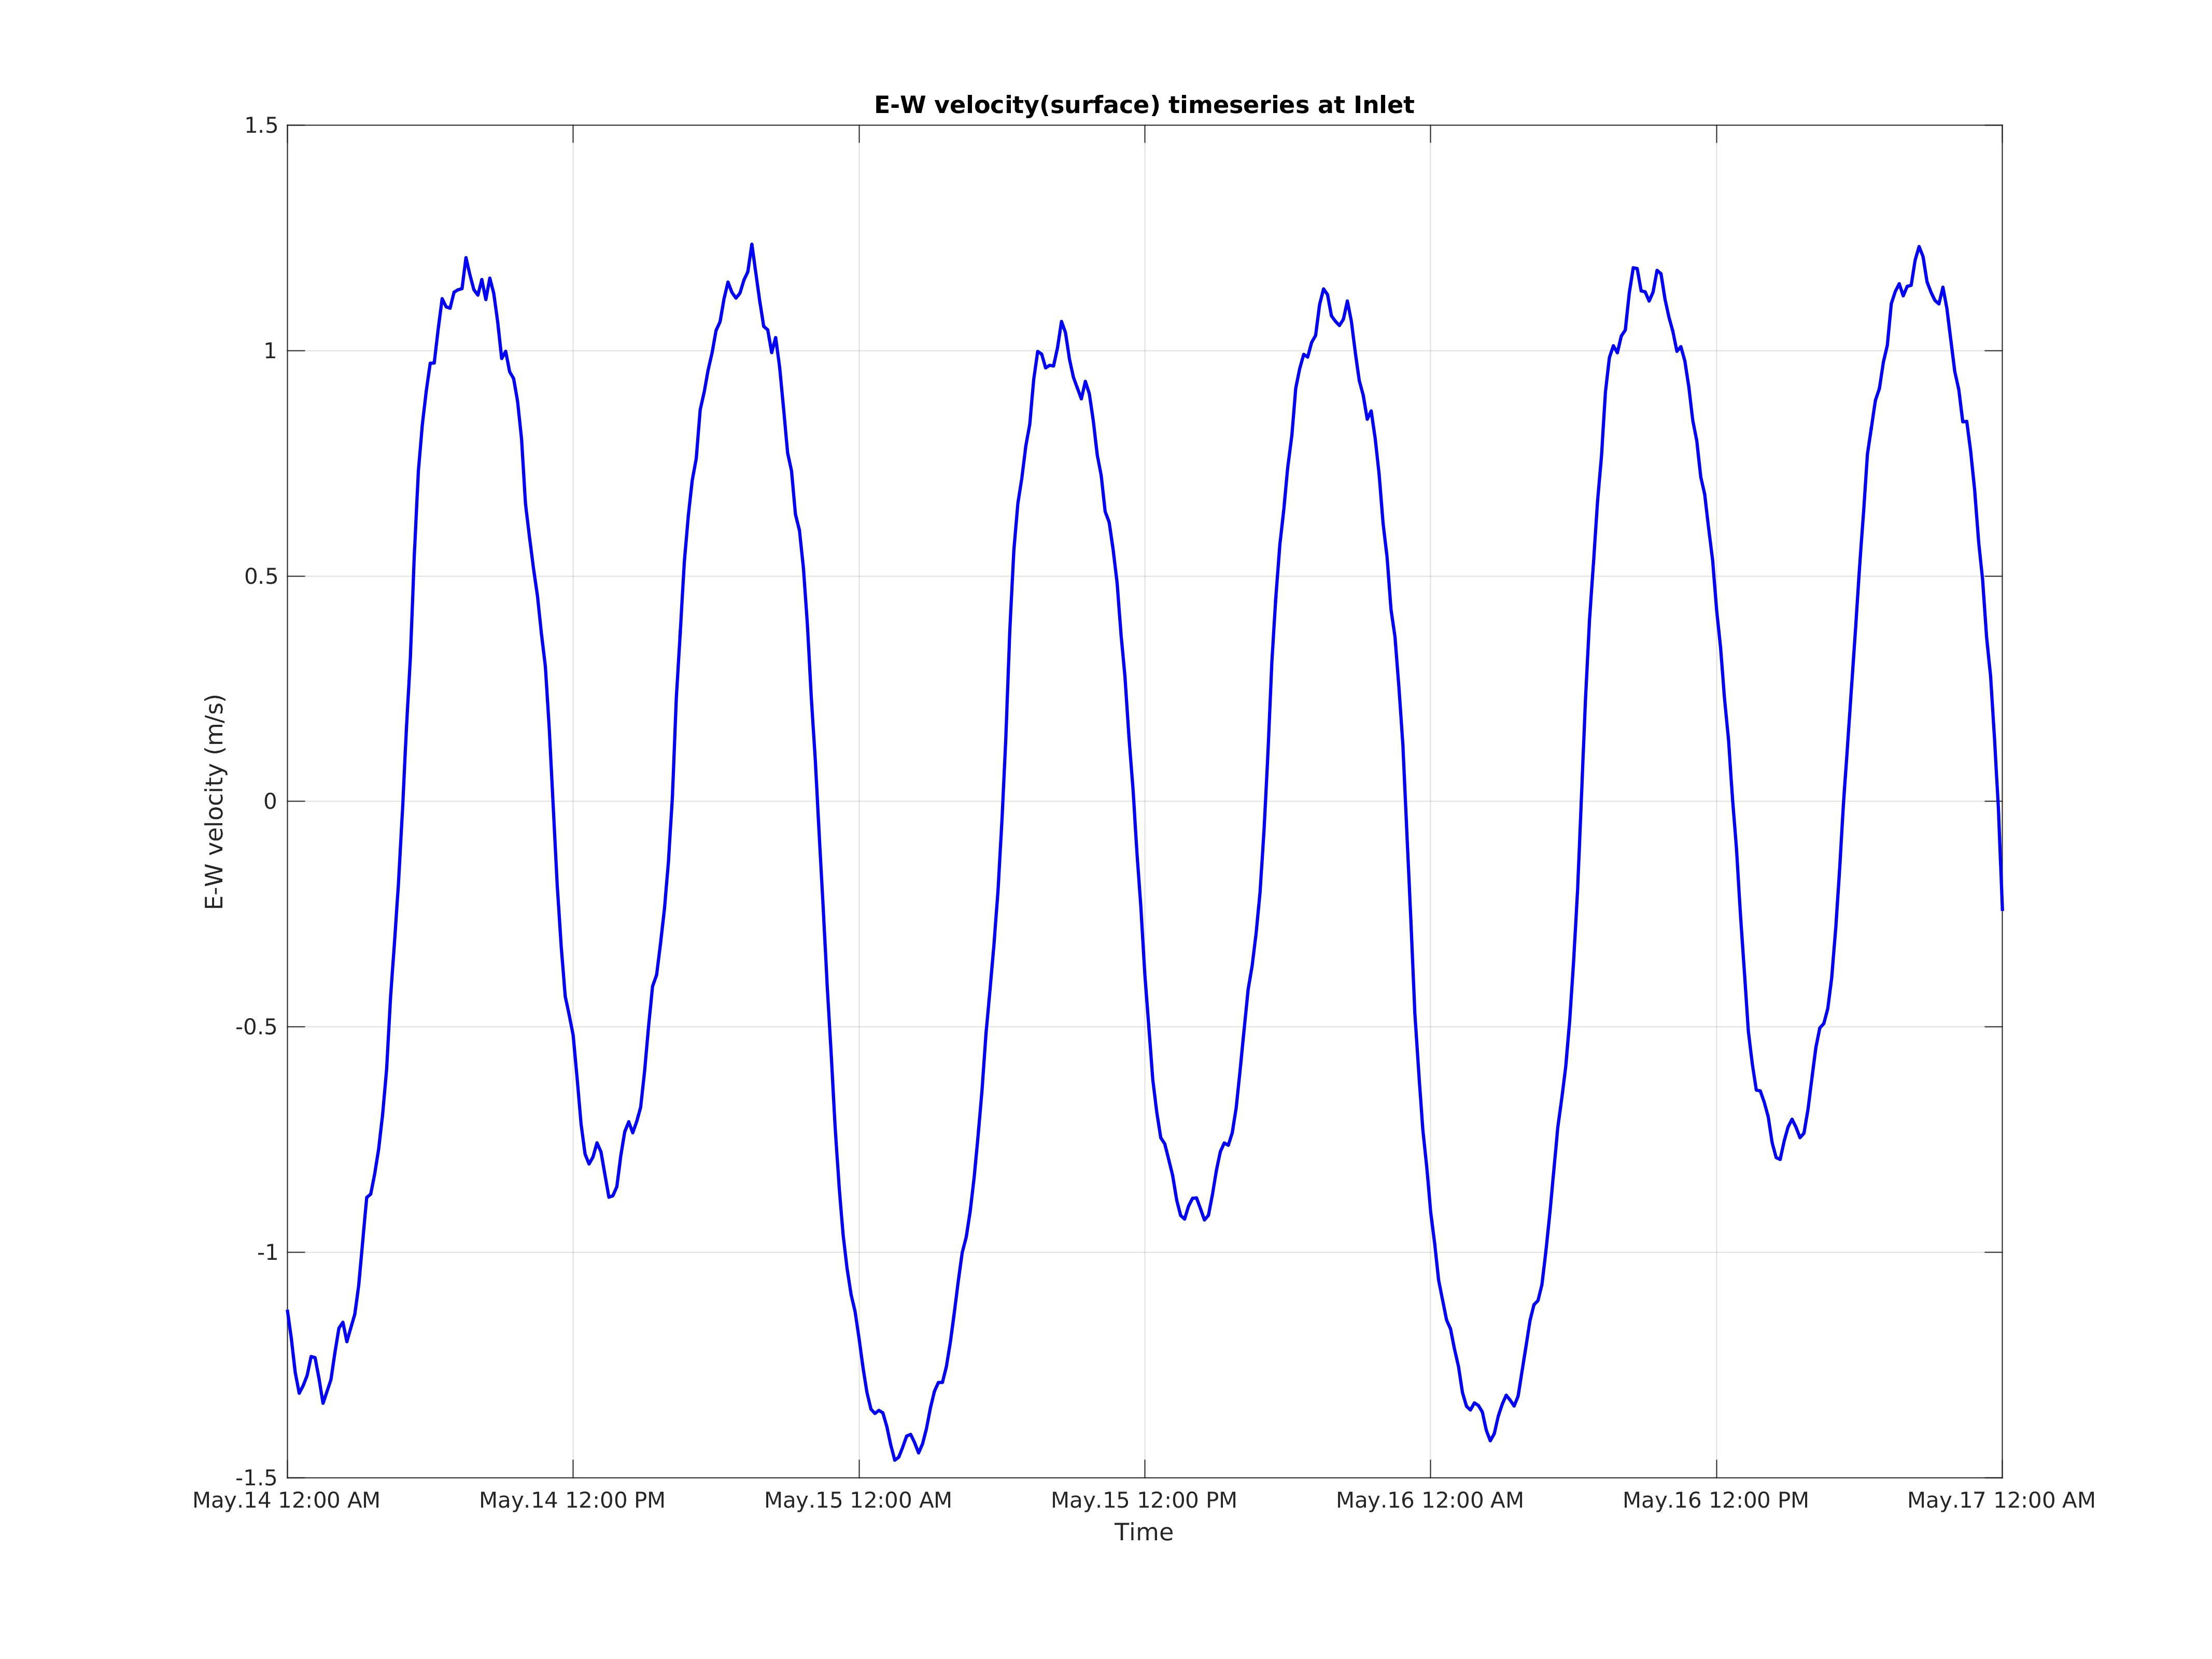 E-W velocity(surface) timeseries at Inlet
1.5
1
0.5
0
-0.5
-1
-1.5
E-W velocity (m/s)
May.14 12:00 AM
May.14 12:00 PM
May.15 12:00 AM
May.15 12:00 PM
May.16 12:00 AM
May.16 12:00 PM
May.17 12:00 AM
Time